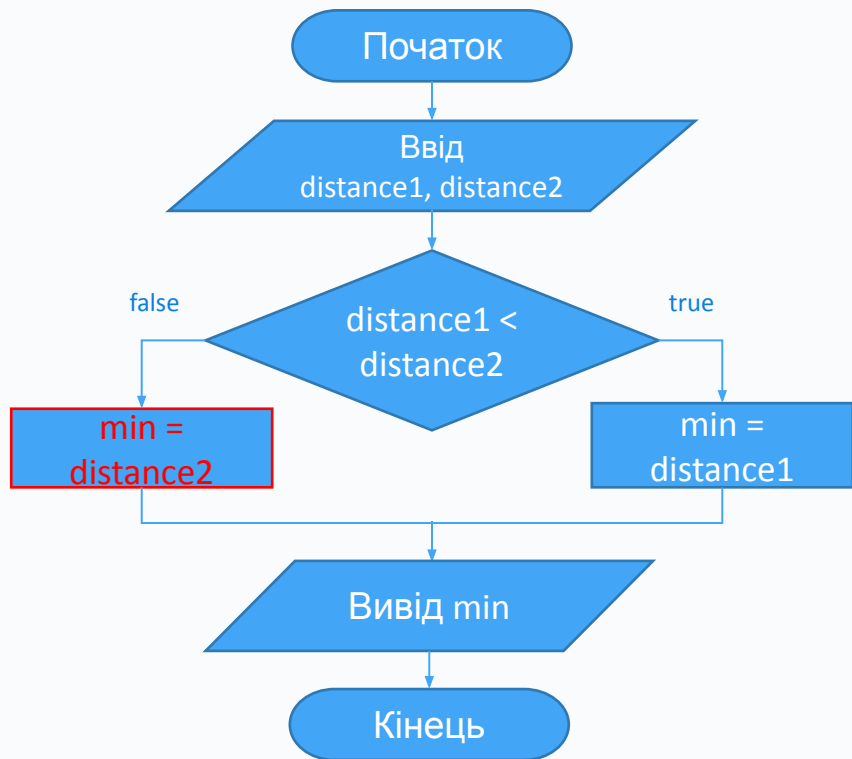 Початок
Ввід
distance1, distance2
false
distance1 <
distance2
true
min =
distance2
min =
distance1
Вивід min
Кінець